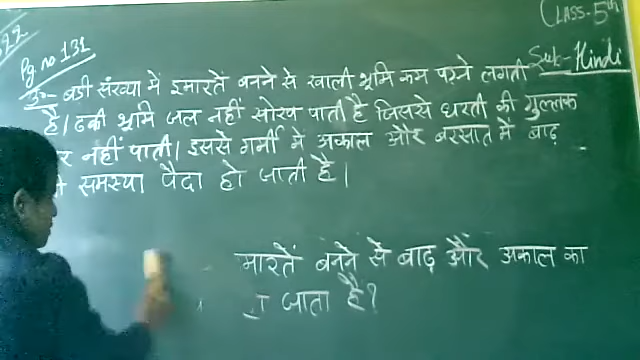 CLASS- 5th
Pg. no. 131
Sub:- Hindi
उ०- बडी संख्या में इमारतें बनने से खाली भूमि कम पड़ने लगती
है। ढकी भूमि जल नहीं सोख पाती है जिससे धरती की गुल्लक
नहीं पाती। इससे गर्मी में अकाल और बरसात में बाढ़
समस्या पैदा हो जाती है।
मारतें बनने से बाढ़ और अकाल का
जाता है?